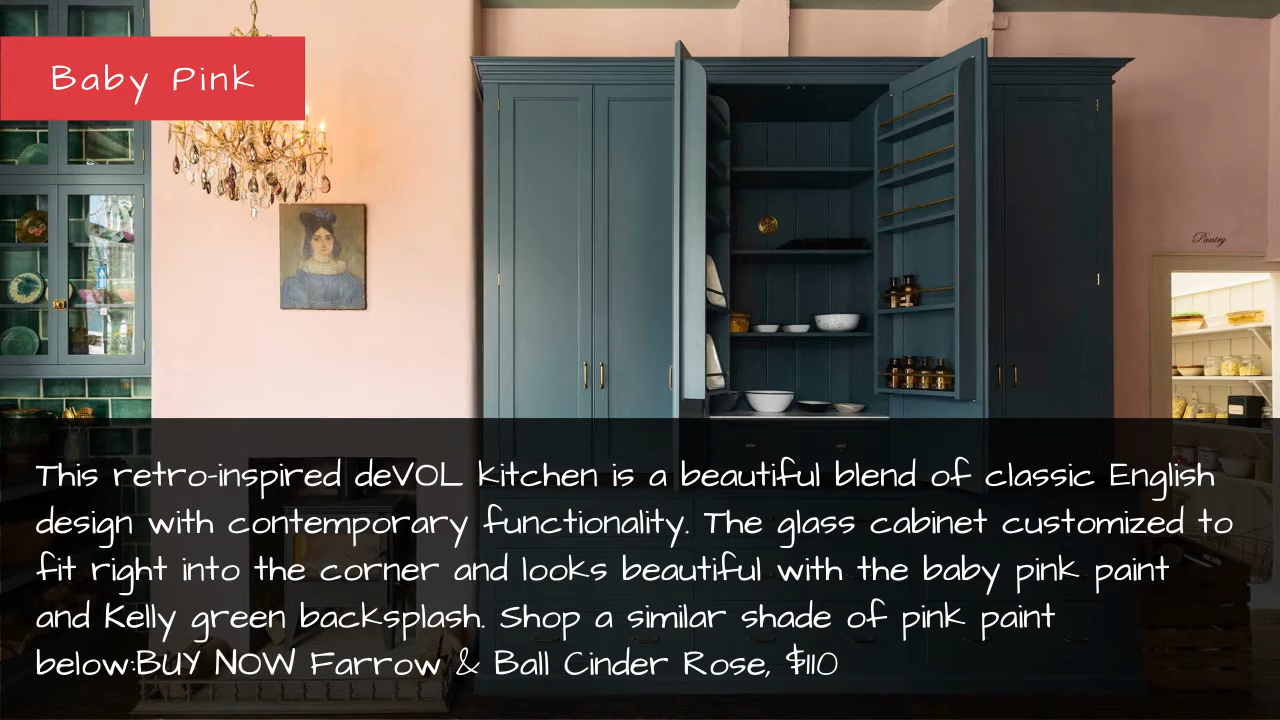 Baby Pink
Pantry
This retro-inspired deVOL kitchen is a beautiful blend of classic English
design with contemporary functionality. The glass cabinet customized to
fit right into the corner and looks beautiful with the baby pink paint
and Kelly green backsplash. Shop a similar shade of pink paint
below:BUY NOW Farrow & Ball Cinder Rose, $110